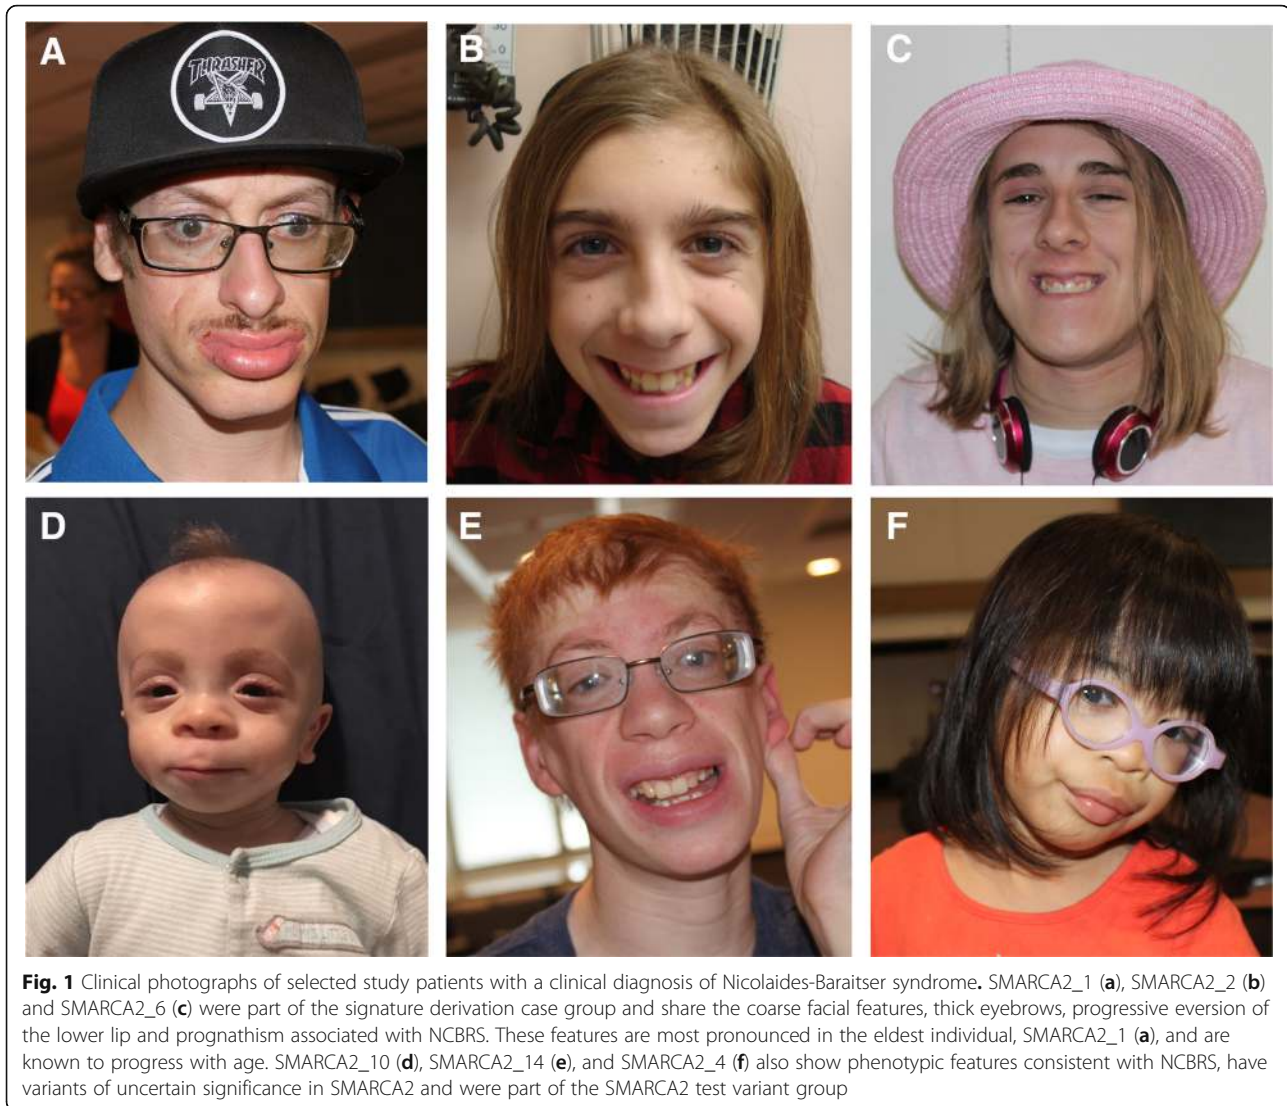 A
THRASHER
B
C
D
E
F
Fig. 1 Clinical photographs of selected study patients with a clinical diagnosis of Nicolaides-Baraitser syndrome. SMARCA2_1 (a), SMARCA2_2 (b)
and SMARCA2_6 (c) were part of the signature derivation case group and share the coarse facial features, thick eyebrows, progressive eversion of
the lower lip and prognathism associated with NCBRS. These features are most pronounced in the eldest individual, SMARCA2_1 (a), and are
known to progress with age. SMARCA2_10 (d), SMARCA2_14 (e), and SMARCA2_4 (f) also show phenotypic features consistent with NCBRS, have
variants of uncertain significance in SMARCA2 and were part of the SMARCA2 test variant group